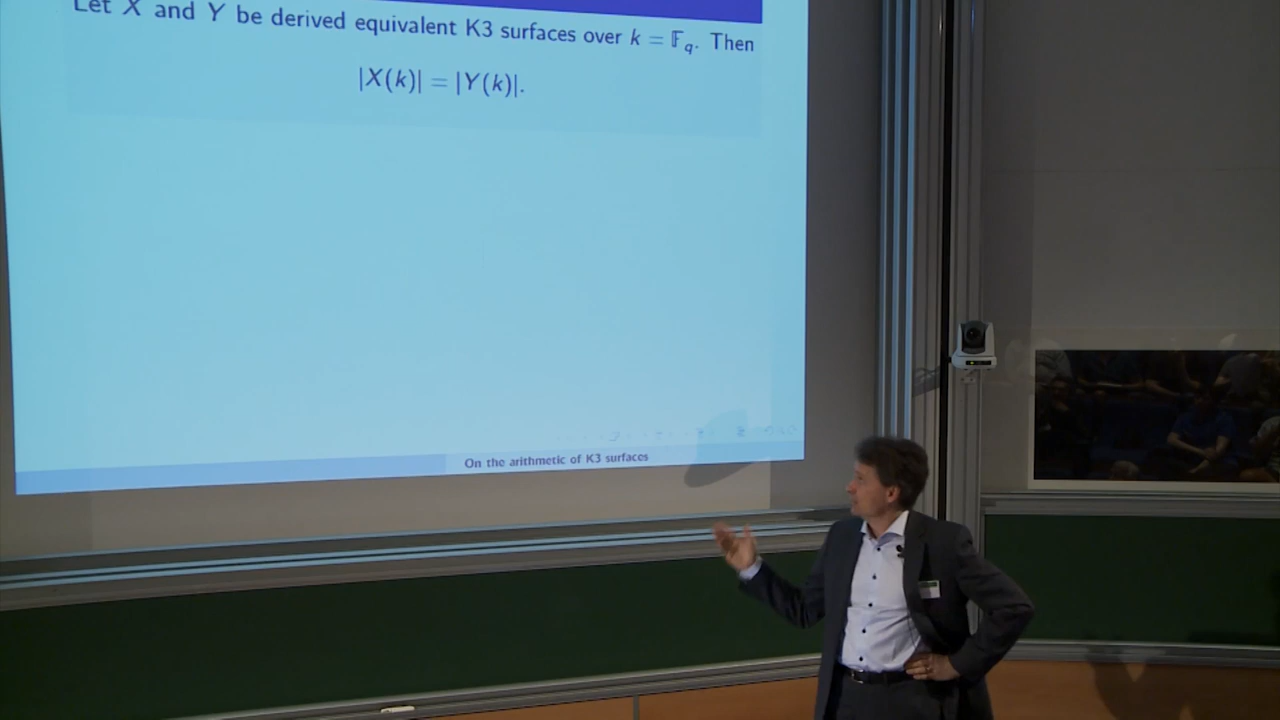 Let X and Y be derived equivalent K3 surfaces over k = 𝔽_q. Then
|X(k)| = |Y(k)|.
On the arithmetic of K3 surfaces